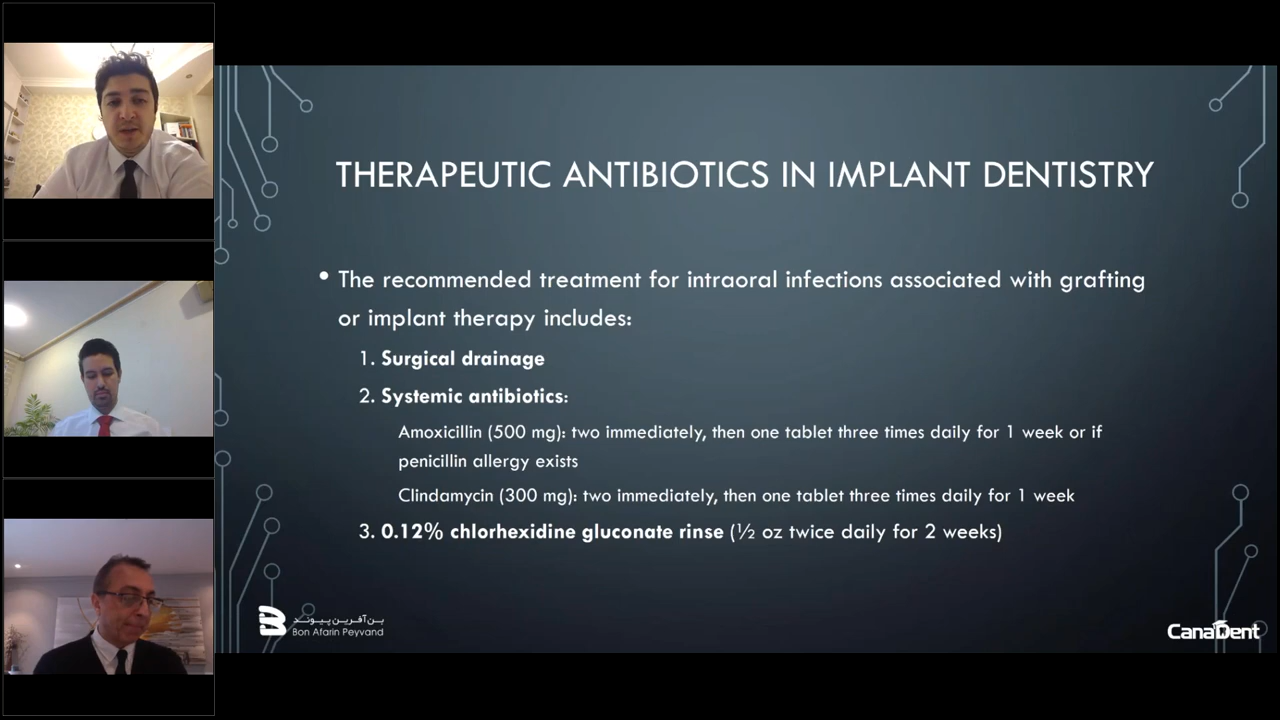 THERAPEUTIC ANTIBIOTICS IN IMPLANT DENTISTRY
• The recommended treatment for intraoral infections associated with grafting
or implant therapy includes:
1. Surgical drainage
2. Systemic antibiotics:
Amoxicillin (500 mg): two immediately, then one tablet three times daily for 1 week or if
penicillin allergy exists
Clindamycin (300 mg): two immediately, then one tablet three times daily for 1 week
3. 0.12% chlorhexidine gluconate rinse (½ oz twice daily for 2 weeks)
بن‌آفرین‌پیوند
Bon Afarin Peyvand
CanaDent